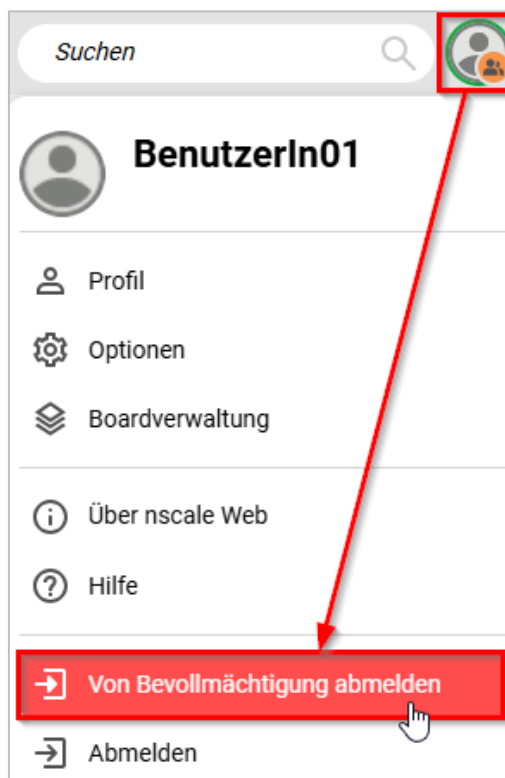 Suchen
BenutzerIn01
Profil
Optionen
Boardverwaltung
Über nscale Web
Hilfe
Von Bevollmächtigung abmelden
Abmelden